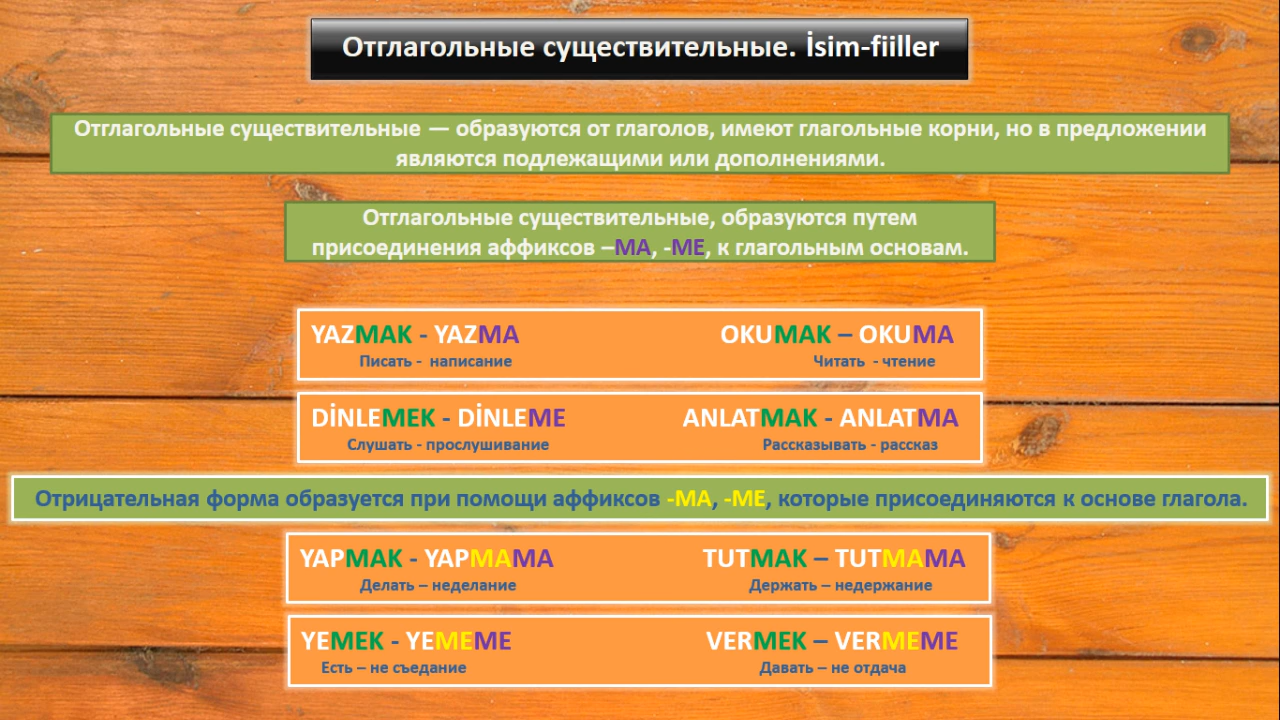 Отглагольные существительные. İsim-fiiller
Отглагольные существительные — образуются от глаголов, имеют глагольные корни, но в предложении
являются подлежащими или дополнениями.
Отглагольные существительные, образуются путем
присоединения аффиксов –МА, -МЕ, к глагольным основам.
YAZMAK - YAZMA
Писать - написание
OKUMAK – OKUMA
Читать - чтение
DİNLEMEK - DİNLEME
Слушать - прослушивание
ANLATMAK - ANLATMA
Рассказывать - рассказ
Отрицательная форма образуется при помощи аффиксов -МА, -МЕ, которые присоединяются к основе глагола.
YAPMAK - YAPMAMA
Делать – неделание
TUTMAK – TUTMAMA
Держать – недержание
YEMEK - YEMEME
Есть – не съедание
VERMEK – VERMEME
Давать – не отдача